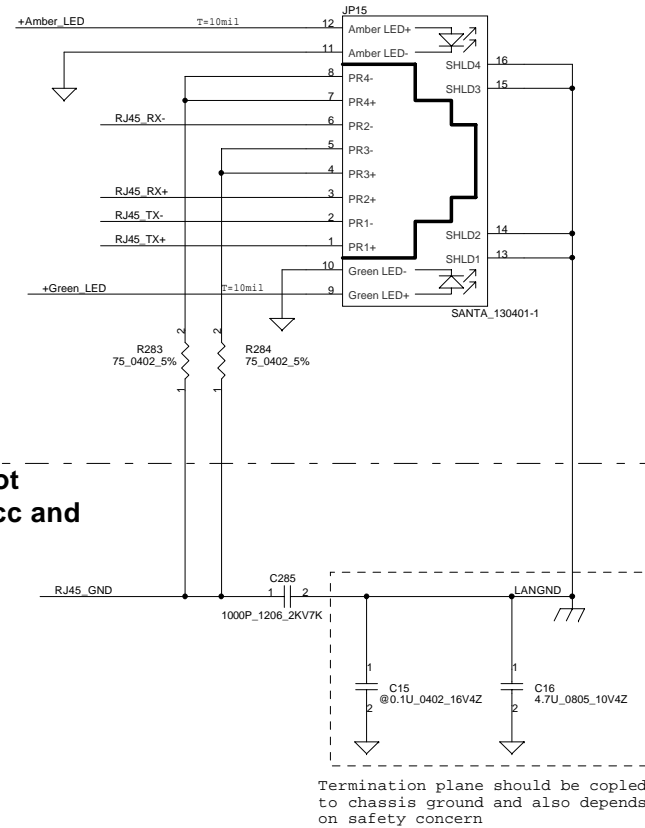 JP15
+Amber_LED T=10mil 12 Amber LED+
11 Amber LED-
8 PR4- SHLD4 16
7 PR4+ SHLD3 15
RJ45_RX- 6 PR2-
5 PR3-
4 PR3+
RJ45_RX+ 3 PR2+
RJ45_TX- 2 PR1- SHLD2 14
RJ45_TX+ 1 PR1+ SHLD1 13
10 Green LED-
+Green_LED T=10mil 9 Green LED+
SANTA_130401-1
2 2
R283 R284
75_0402_5% 75_0402_5%
1 1
ot
cc and
C285
RJ45_GND 1 2 LANGND
1000P_1206_2KV7K
1 1
C15 C16
@0.1U_0402_16V4Z 4.7U_0805_10V4Z
2 2
Termination plane should be copled
to chassis ground and also depends
on safety concern